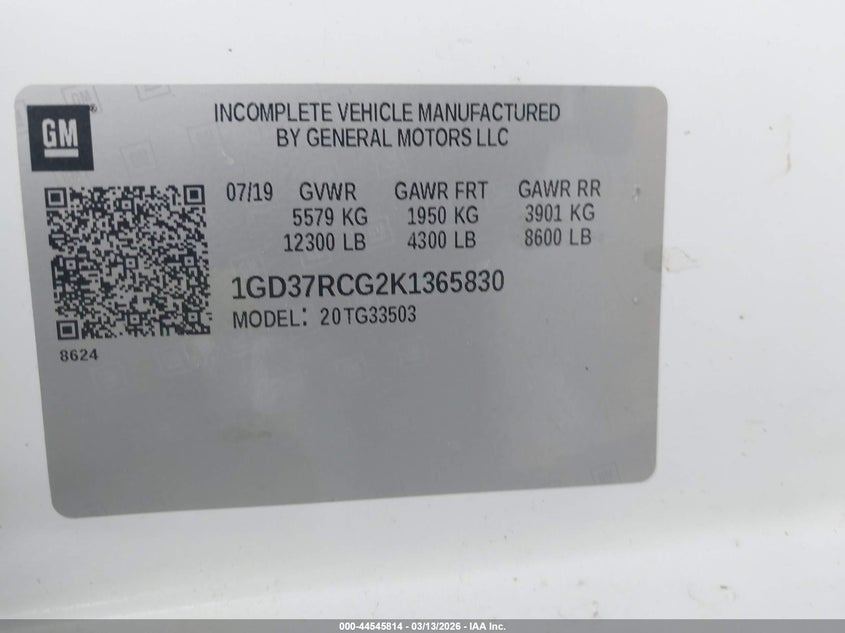 INCOMPLETE VEHICLE MANUFACTURED
BY GENERAL MOTORS LLC
GM
07/19 GVWR GAWR FRT GAWR RR
5579 KG 1950 KG 3901 KG
12300 LB 4300 LB 8600 LB
1GD37RCG2K1365830
MODEL: 20TG33503
8624
000-44545814 - 03/13/2026 - IAA Inc.